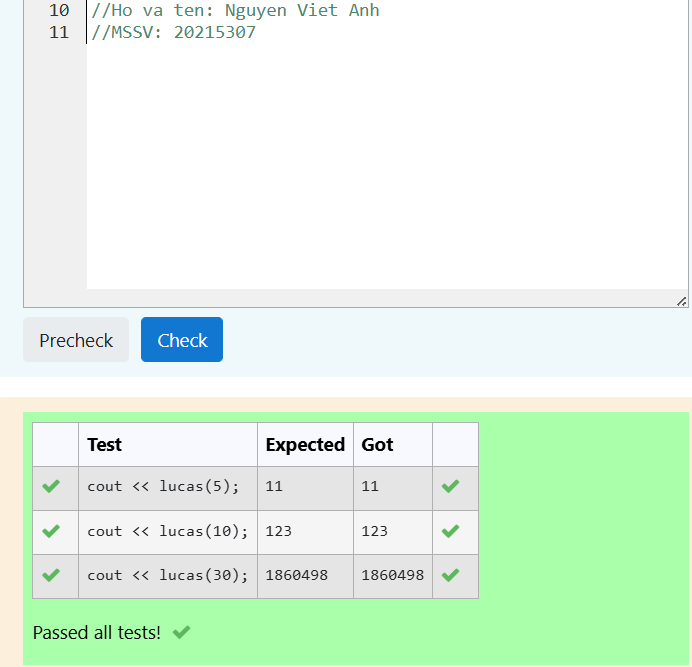 10 //Ho va ten: Nguyen Viet Anh
11 //MSSV: 20215307
Precheck Check
Test Expected Got
cout << lucas(5); 11 11
cout << lucas(10); 123 123
cout << lucas(30); 1860498 1860498
Passed all tests!